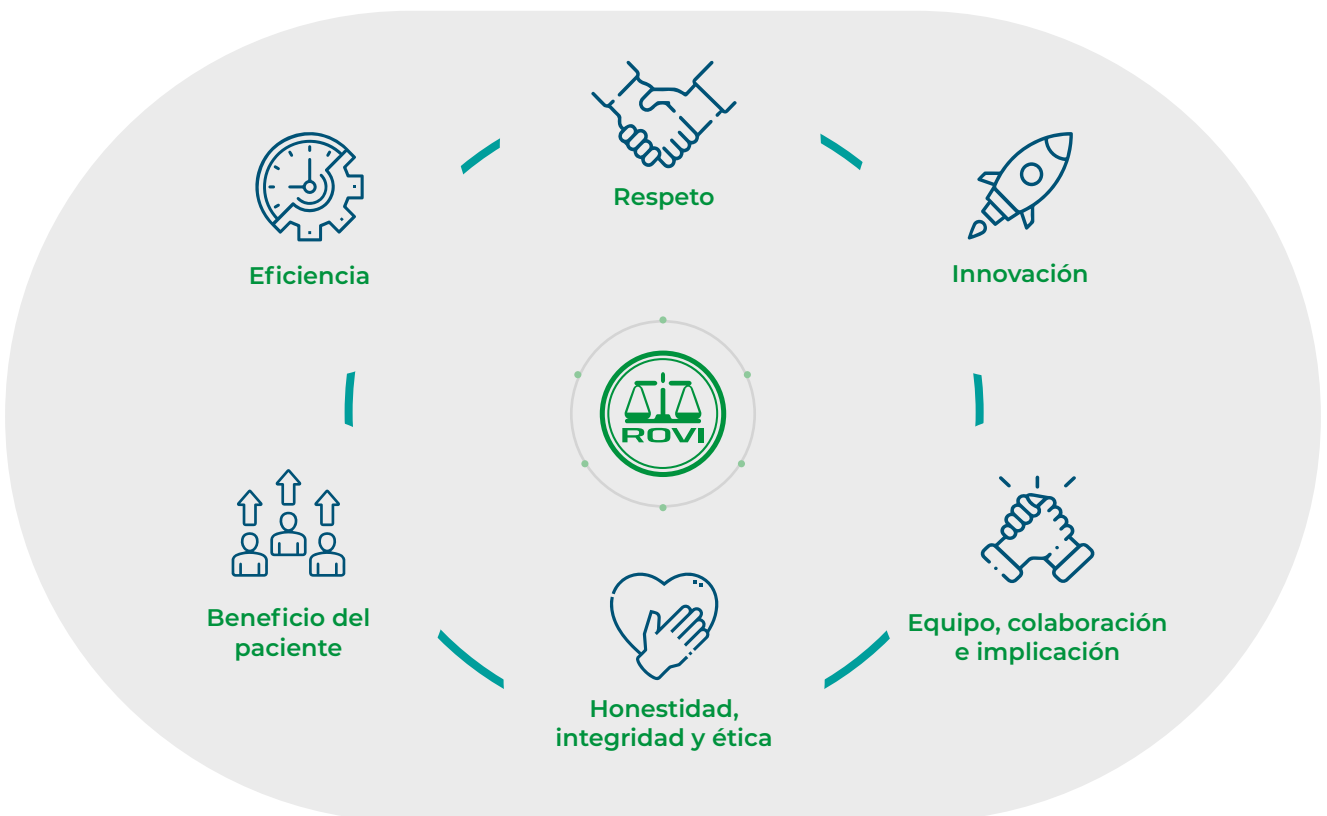 Respeto
Eficiencia
Innovación
ROVI
Beneficio del
paciente
Equipo, colaboración
e implicación
Honestidad,
integridad y ética